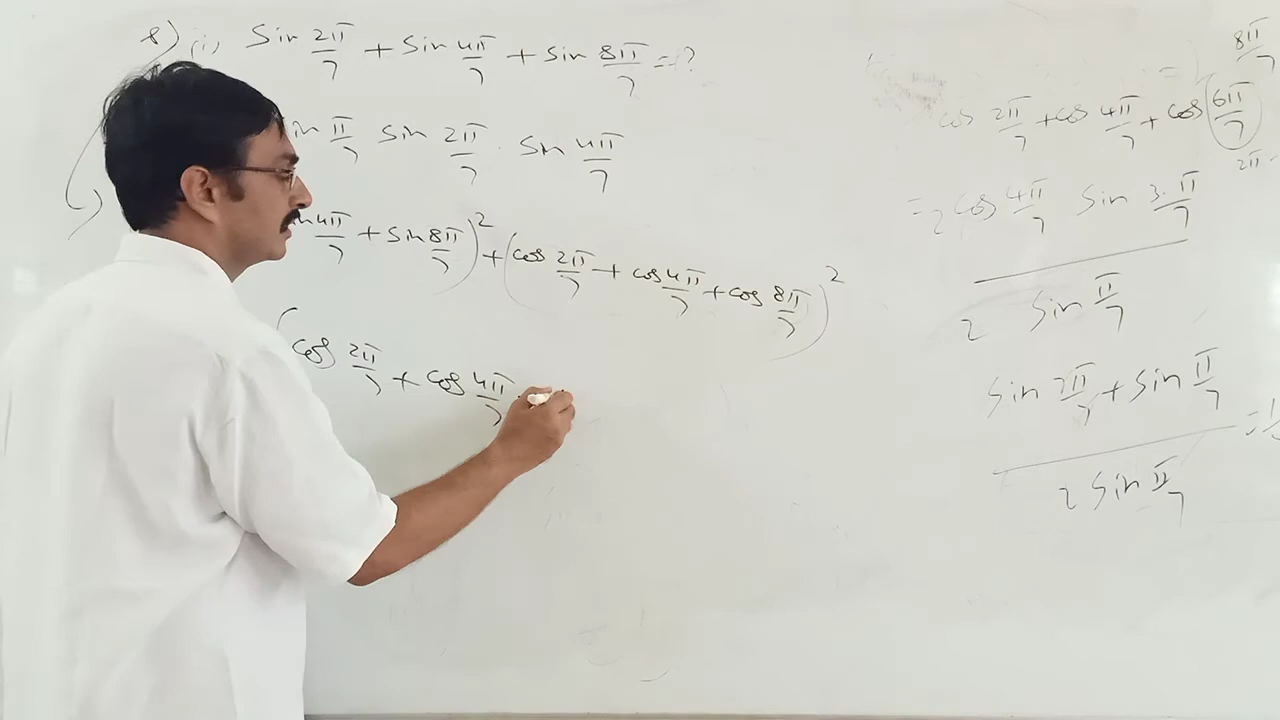 8) (i) Sin 2π/7 + Sin 4π/7 + Sin 8π/7 = ?
π/7 Sin 2π/7 . Sin 4π/7
4π/7 + Sin 8π/7)² + (cos 2π/7 + cos 4π/7 + cos 8π/7)²
(cos 2π/7 + cos 4π/7
8π/7
=
cos 2π/7 + cos 4π/7 + cos 6π/7
2π -
= 2 cos 4π/7 Sin 3.π/7
2 Sin π/7
Sin 2π/7 + Sin π/7
=
2 Sin π/7